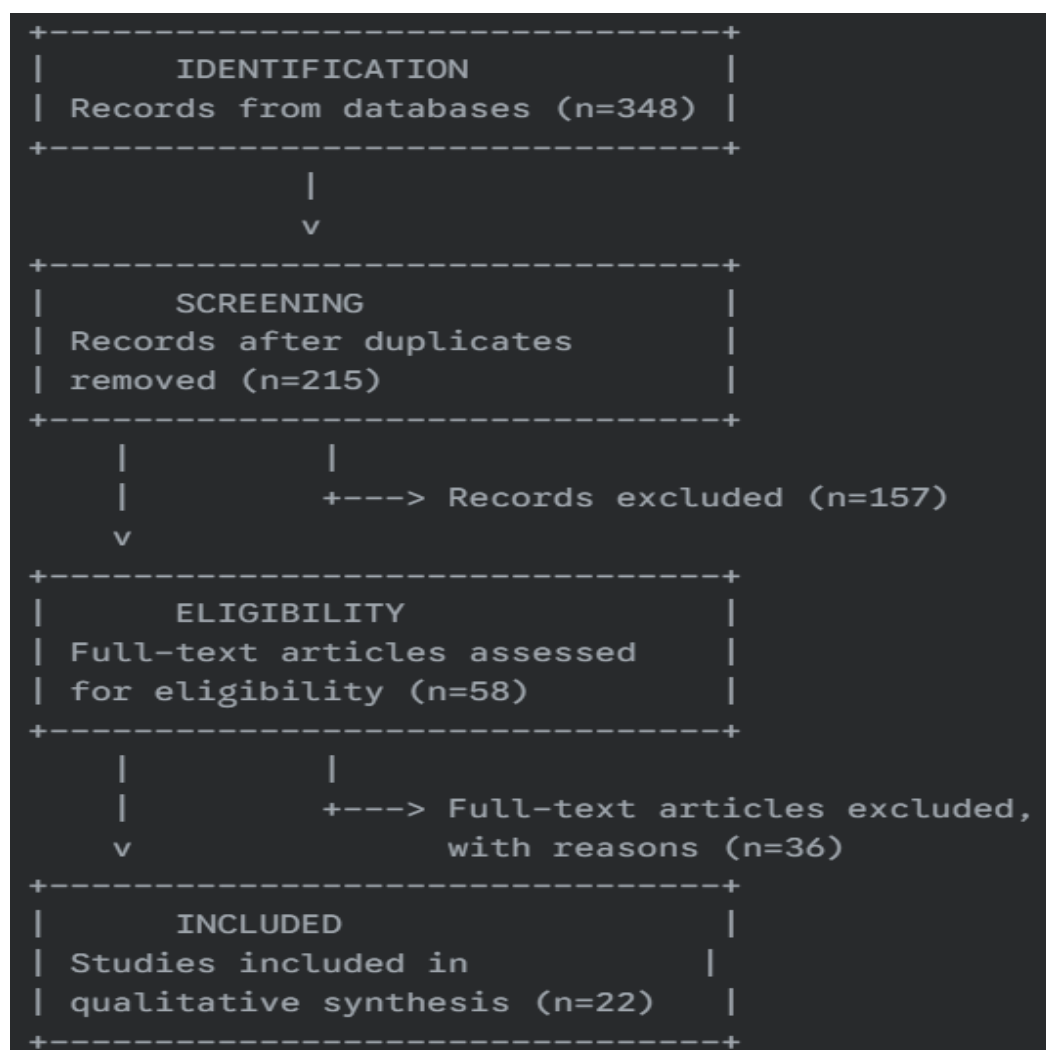 +--------------------------------+
|      IDENTIFICATION            |
| Records from databases (n=348) |
+--------------------------------+
             |
             v
+--------------------------------+
|      SCREENING                 |
| Records after duplicates       |
| removed (n=215)                |
+--------------------------------+
    |         |
    |         +---> Records excluded (n=157)
    v
+--------------------------------+
|      ELIGIBILITY               |
| Full-text articles assessed    |
| for eligibility (n=58)         |
+--------------------------------+
    |         |
    |         +---> Full-text articles excluded,
    v               with reasons (n=36)
+--------------------------------+
|      INCLUDED                  |
| Studies included in           |
| qualitative synthesis (n=22)   |
+--------------------------------+